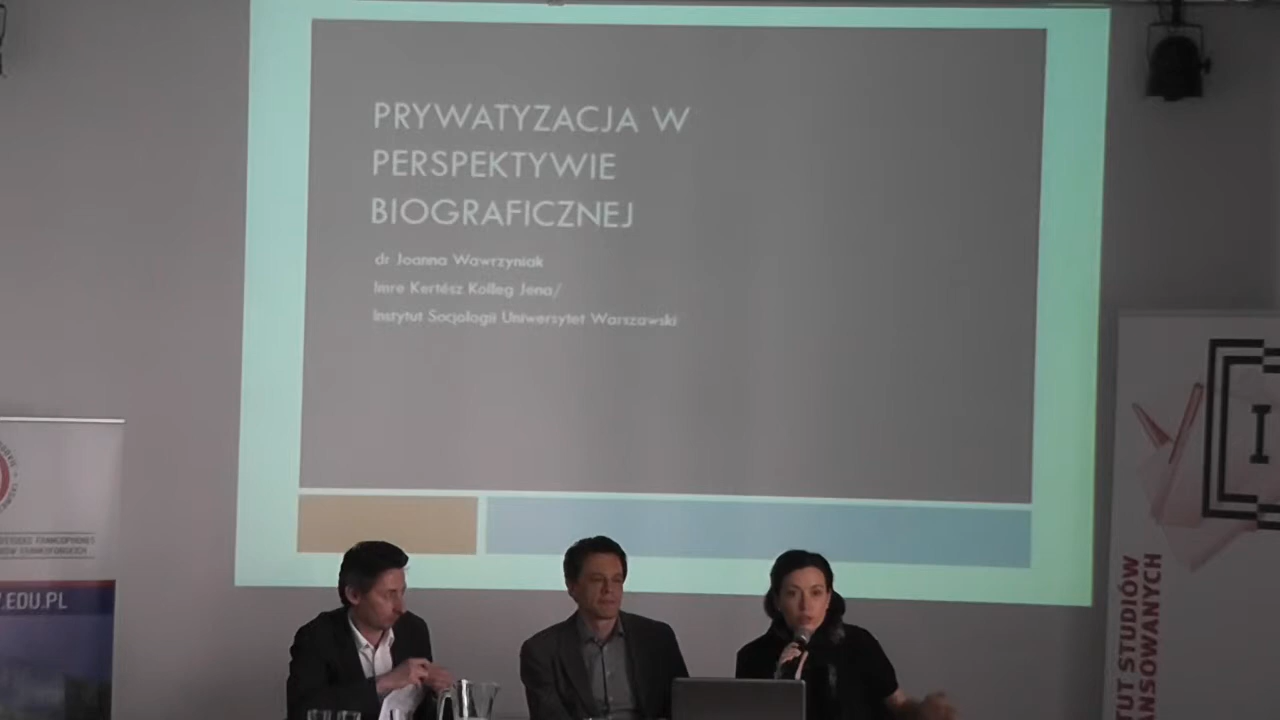 PRYWATYZACJA W
PERSPEKTYWIE
BIOGRAFICZNEJ
dr Joanna Wawrzyniak
Imre Kertész Kolleg Jena/
Instytut Socjologii Uniwersytet Warszawski
.EDU.PL
TUT STUDIÓW
ANSOWANYCH
I